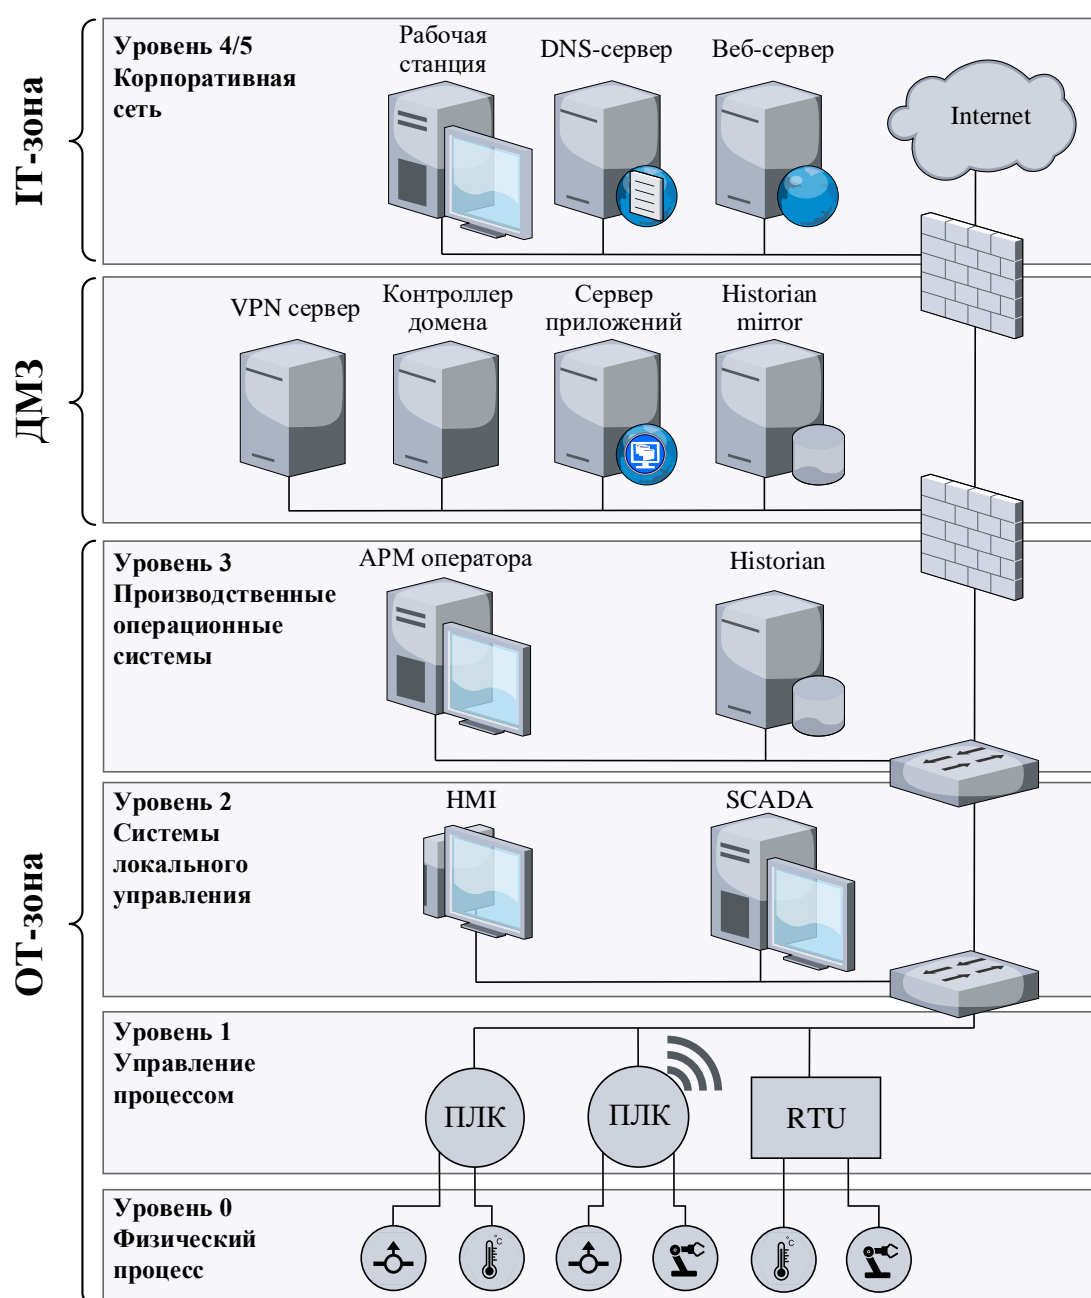 IT-зона
Уровень 4/5
Корпоративная
сеть
Рабочая
станция
DNS-сервер
Веб-сервер
Internet
ДМЗ
VPN сервер
Контроллер
домена
Сервер
приложений
Historian
mirror
ОТ-зона
Уровень 3
Производственные
операционные
системы
АРМ оператора
Historian
Уровень 2
Системы
локального
управления
HMI
SCADA
Уровень 1
Управление
процессом
ПЛК
ПЛК
RTU
Уровень 0
Физический
процесс
°C
°C